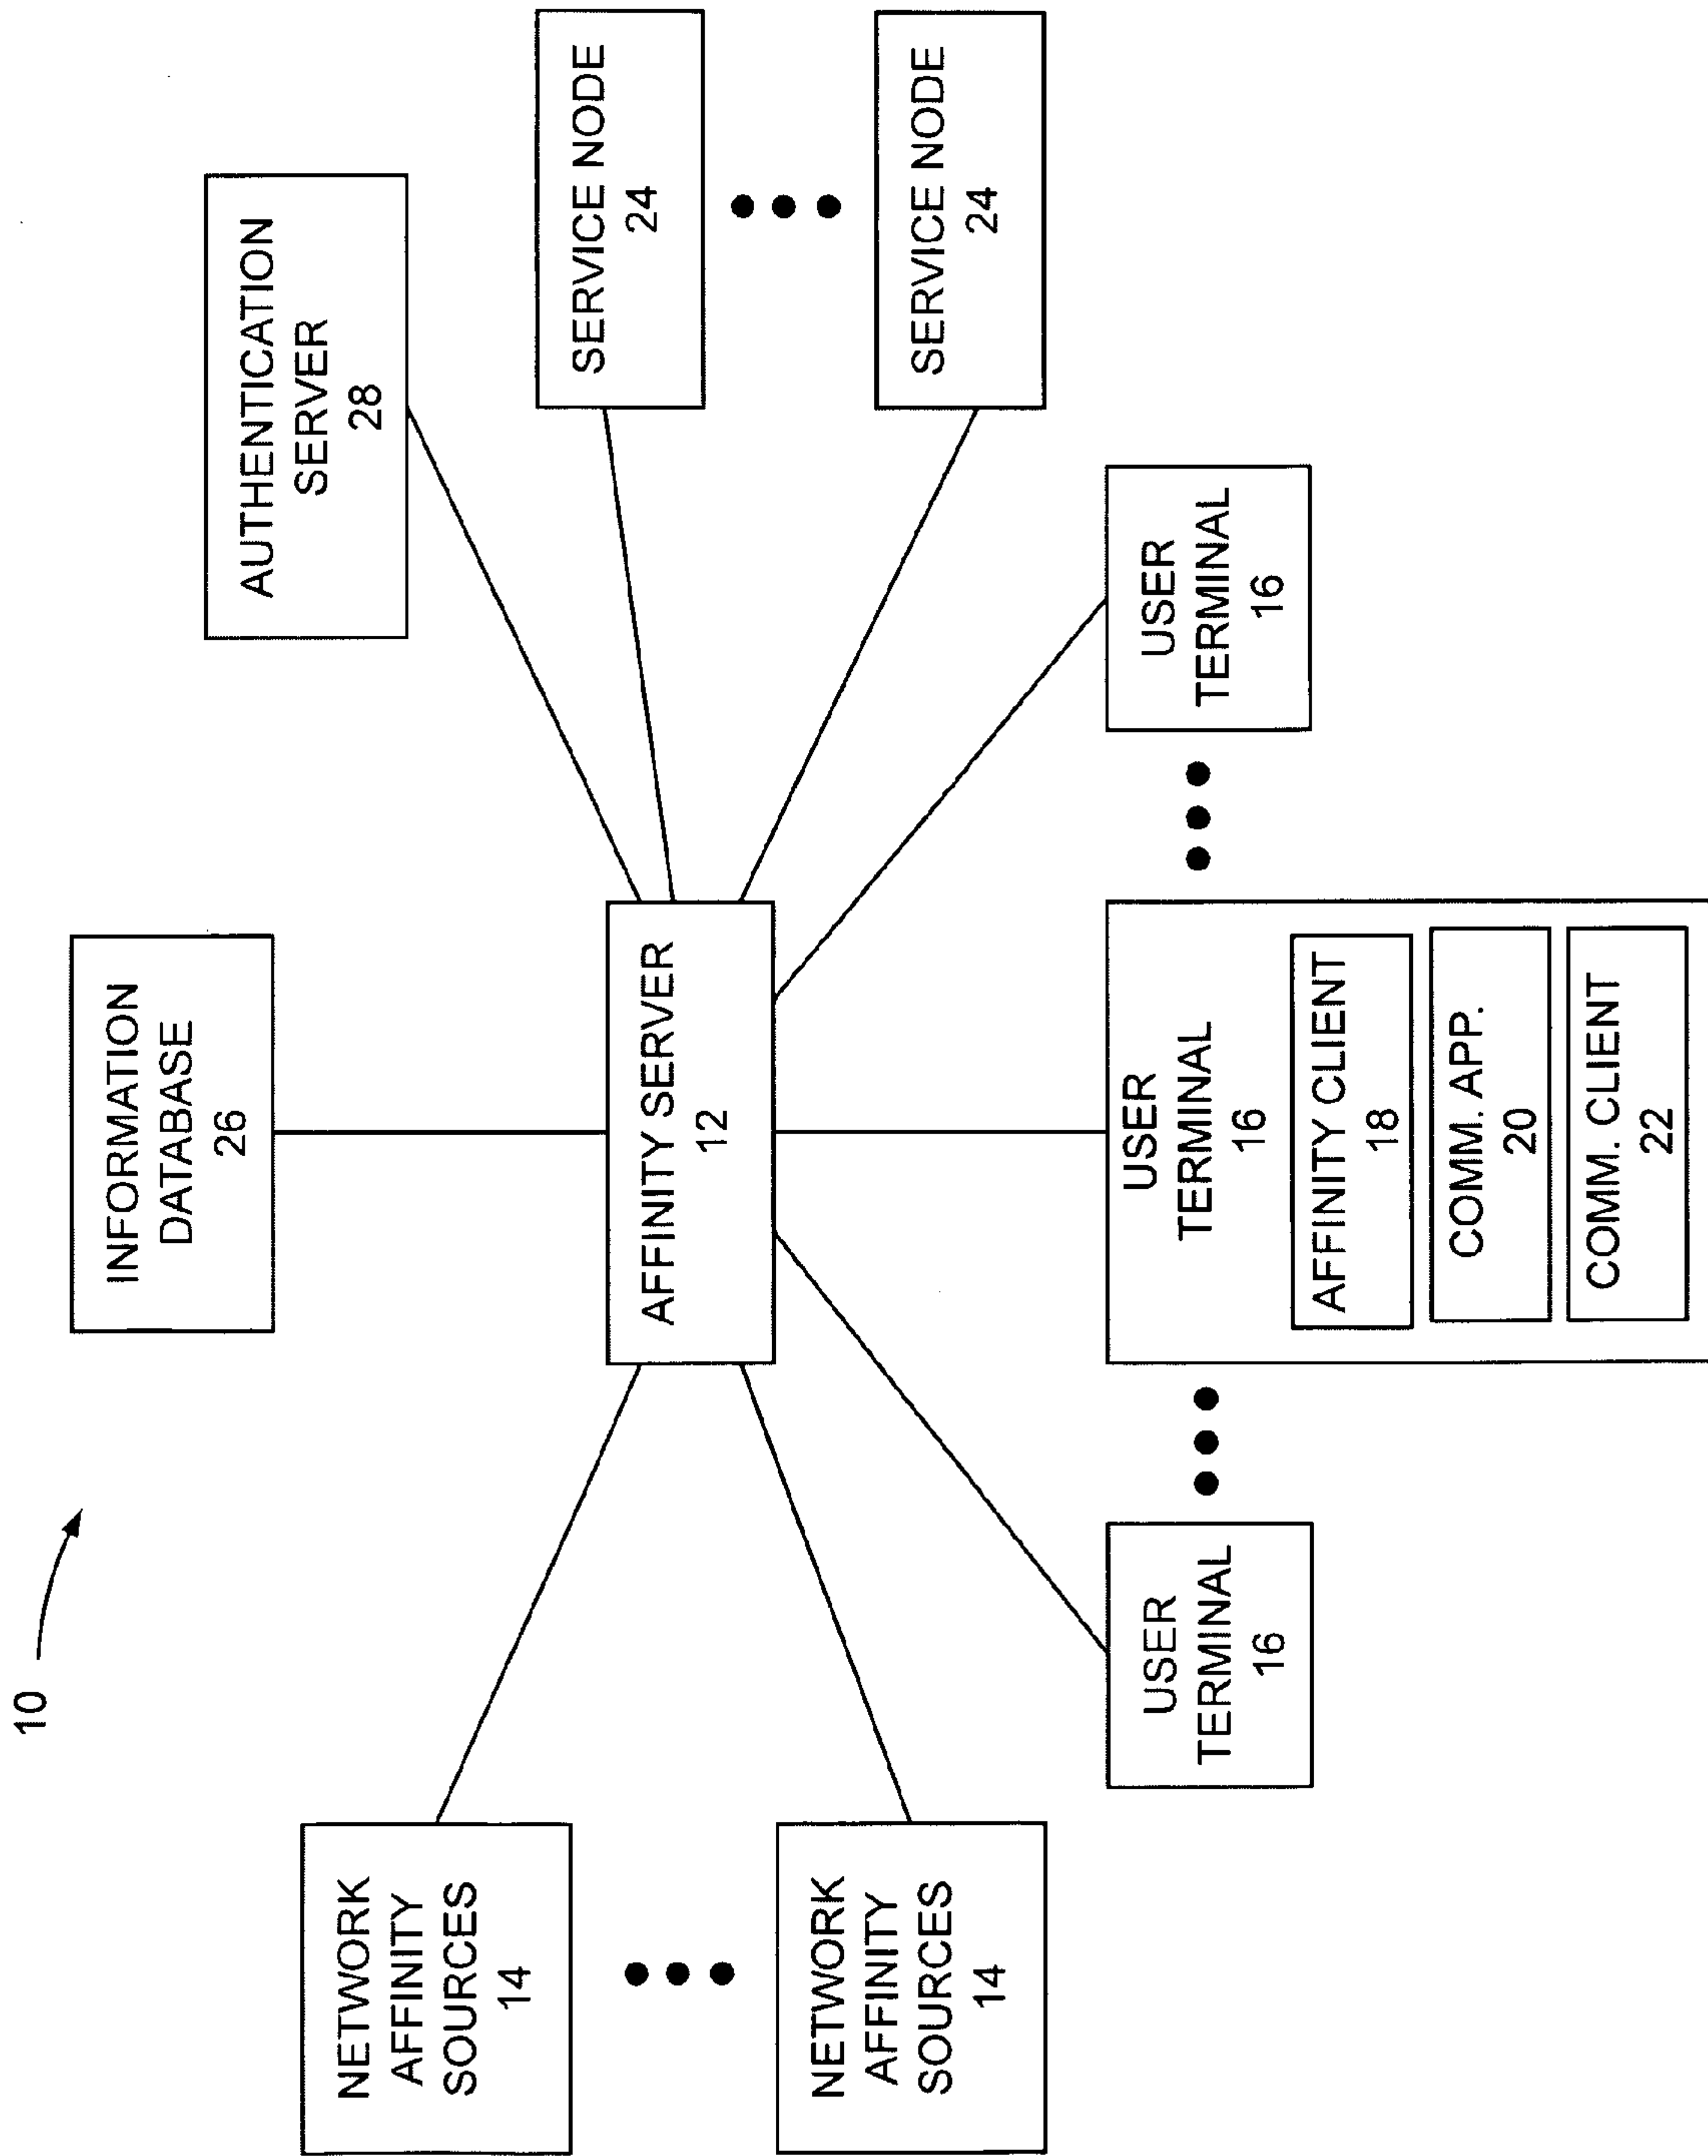 10
INFORMATION
DATABASE
26
AUTHENTICATION
SERVER
28
NETWORK
AFFINITY
SOURCES
14
NETWORK
AFFINITY
SOURCES
14
AFFINITY SERVER
12
SERVICE NODE
24
SERVICE NODE
24
USER
TERMINAL
16
USER
TERMINAL
16
AFFINITY CLIENT
18
COMM. APP.
20
COMM. CLIENT
22
USER
TERMINAL
16